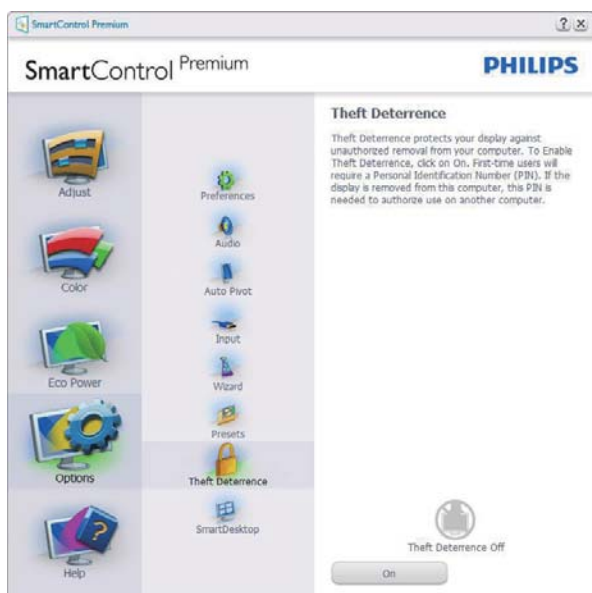 SmartControl Premium
? x
SmartControl Premium
PHILIPS
Adjust
Color
Eco Power
Options
Help
Preferences
Audio
Auto Pivot
Input
Wizard
Presets
Theft Deterrence
SmartDesktop
Theft Deterrence
Theft Deterrence protects your display against
unauthorized removal from your computer. To Enable
Theft Deterrence, click on On. First-time users will
require a Personal Identification Number (PIN). If the
display is removed from this computer, this PIN is
needed to authorize use on another computer.
Theft Deterrence Off
On